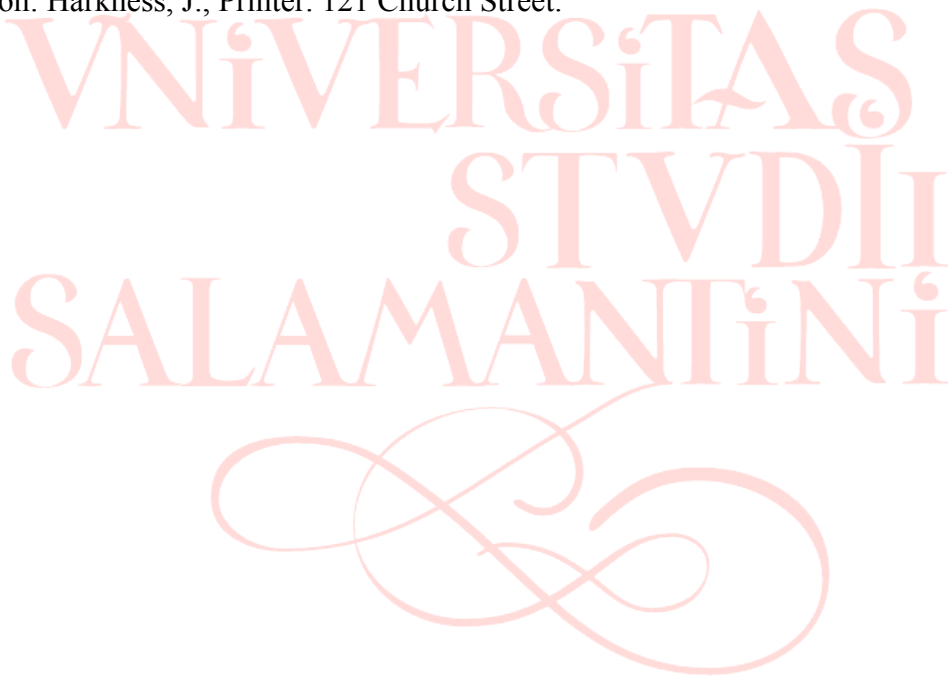 on: Harkness, J., Printer: 121 Church Street.
VNiVERSiTAS
STVDII
SALAMANTiNi